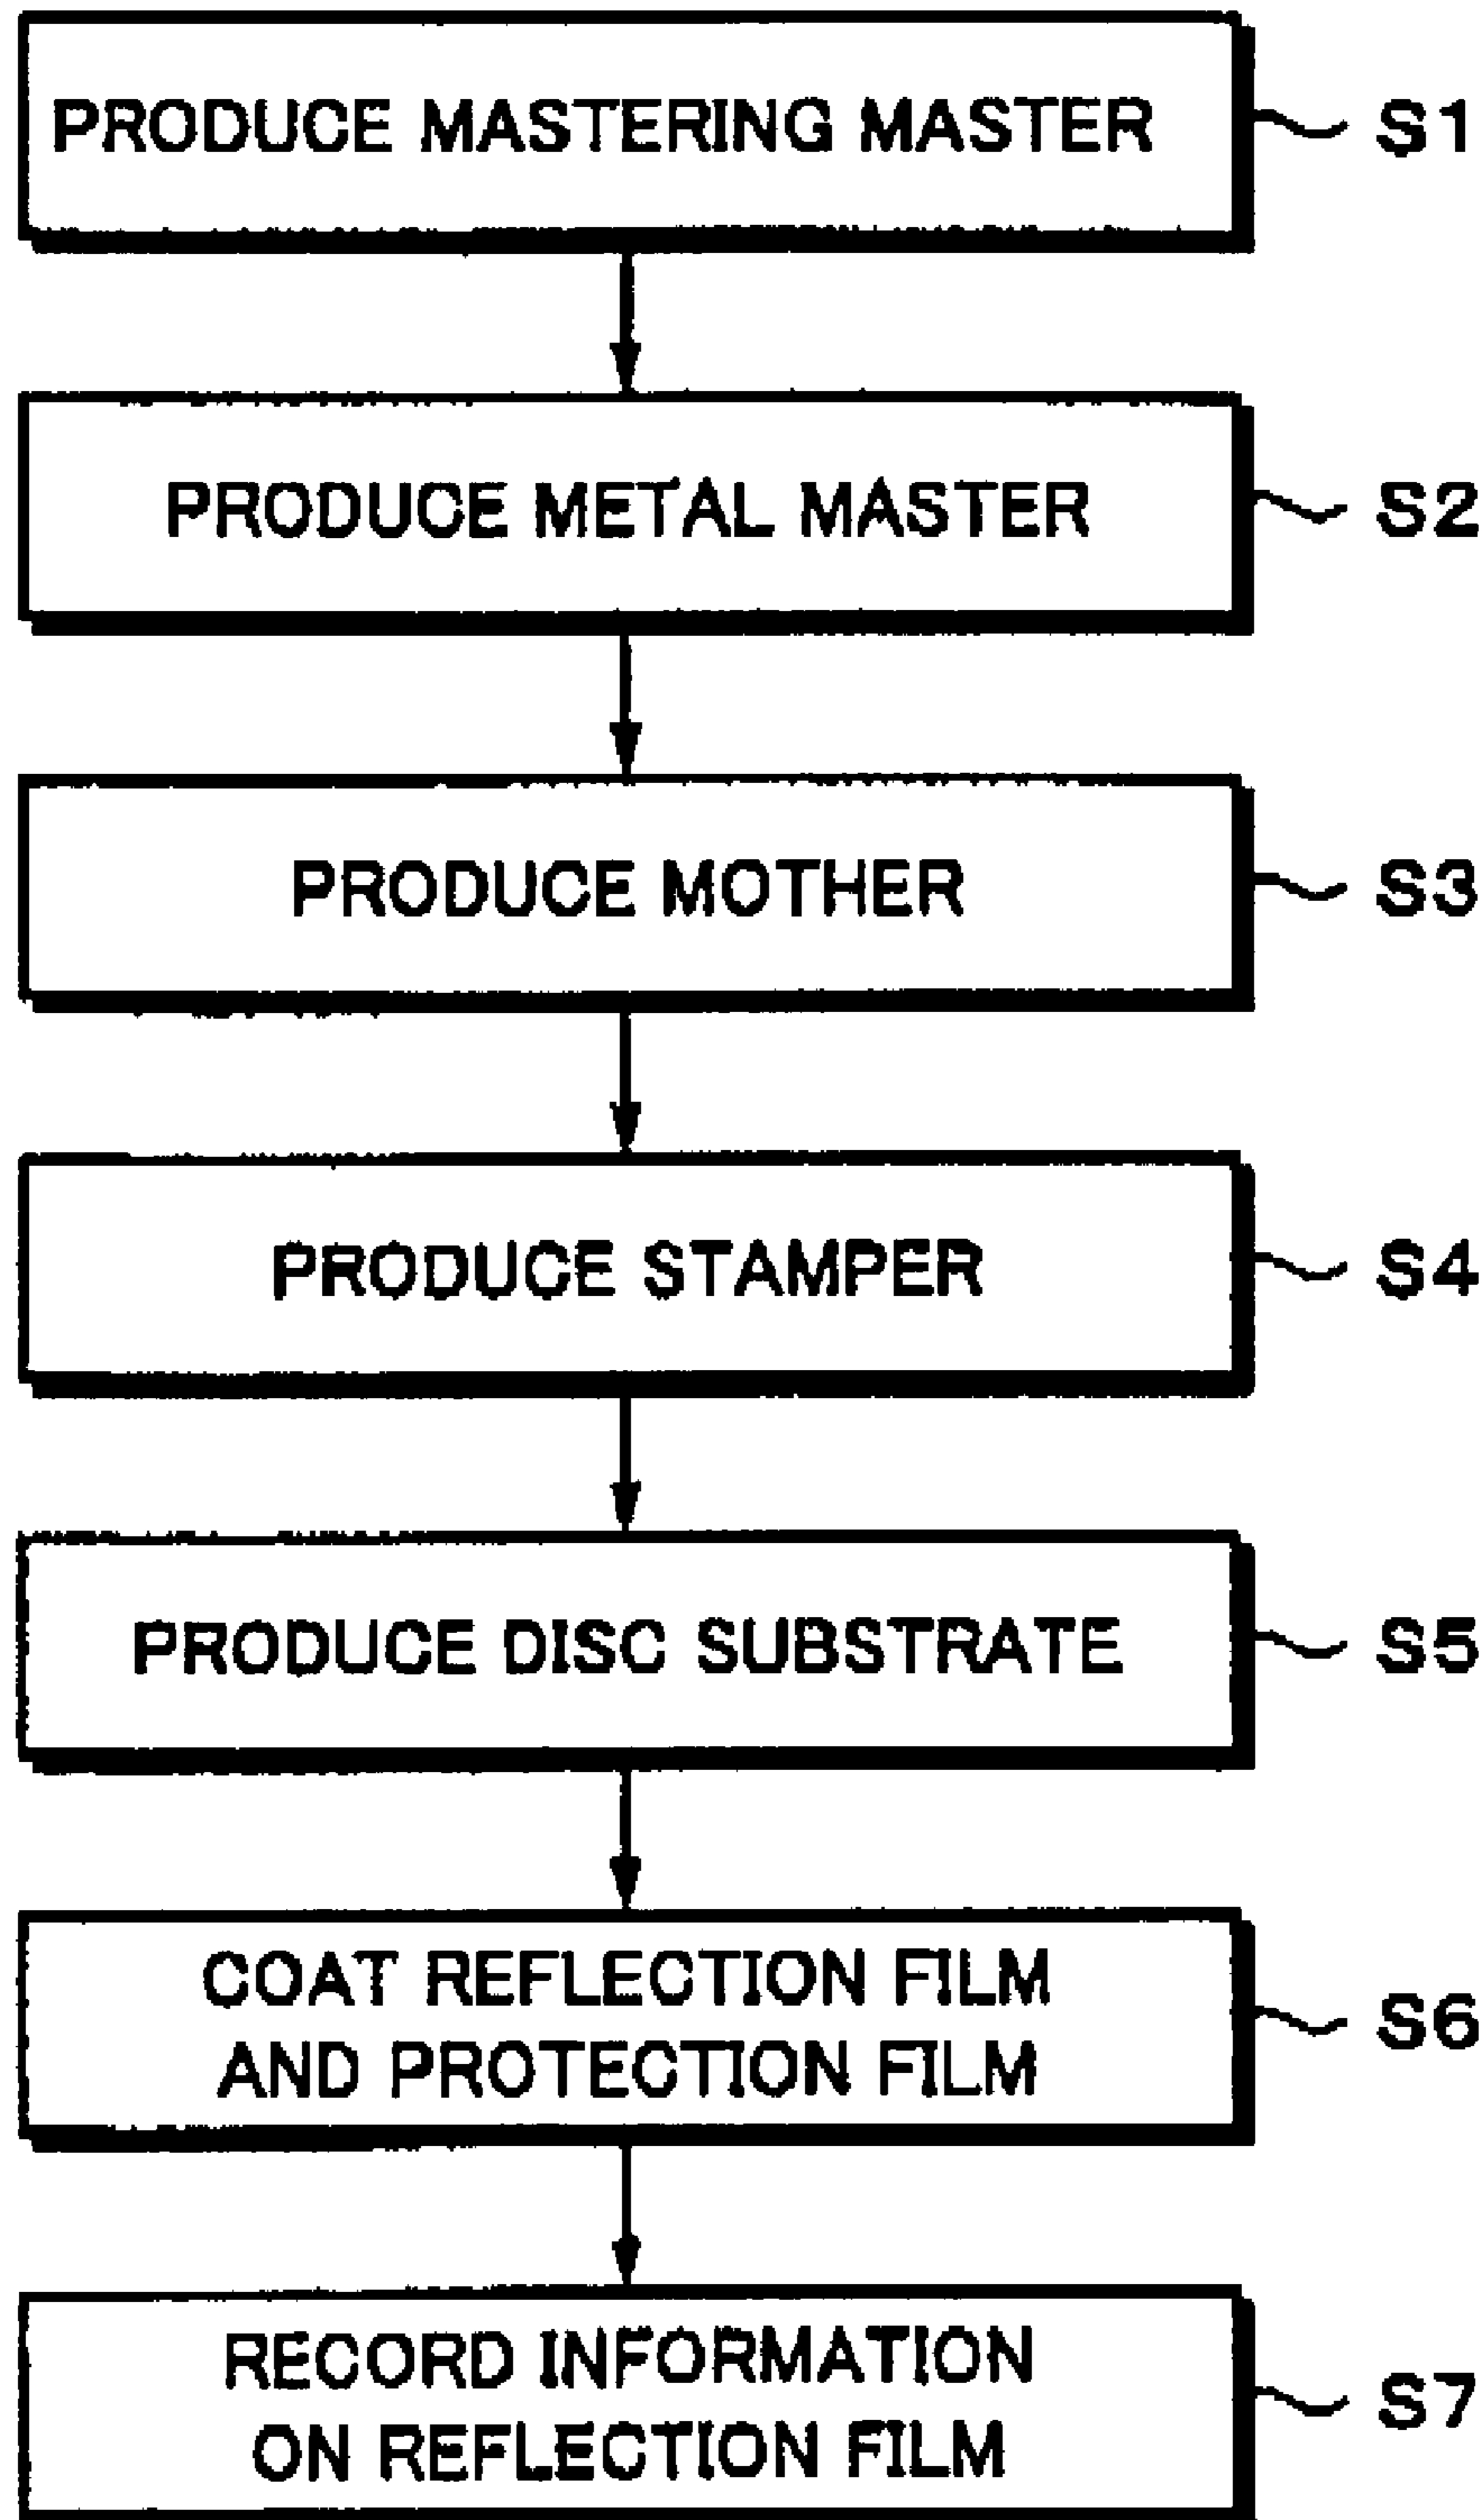 PRODUCE MASTERING MASTER S1
PRODUCE METAL MASTER S2
PRODUCE MOTHER S3
PRODUCE STAMPER S4
PRODUCE DISC SUBSTRATE S5
COAT REFLECTION FILM
AND PROTECTION FILM S6
RECORD INFORMATION
ON REFLECTION FILM S7